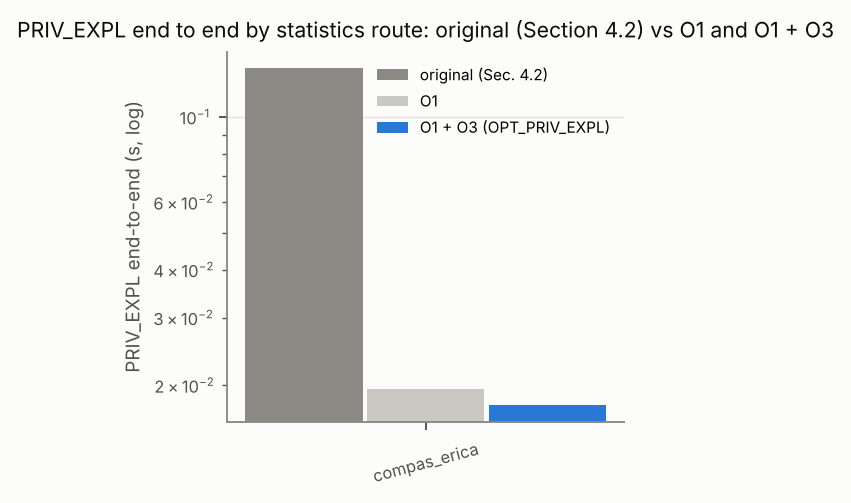 PRIV_EXPL end to end by statistics route: original (Section 4.2) vs O1 and O1 + O3
original (Sec. 4.2)
O1
O1 + O3 (OPT_PRIV_EXPL)
PRIV_EXPL end-to-end (s, log)
10⁻¹
6 × 10⁻²
4 × 10⁻²
3 × 10⁻²
2 × 10⁻²
compas_erica